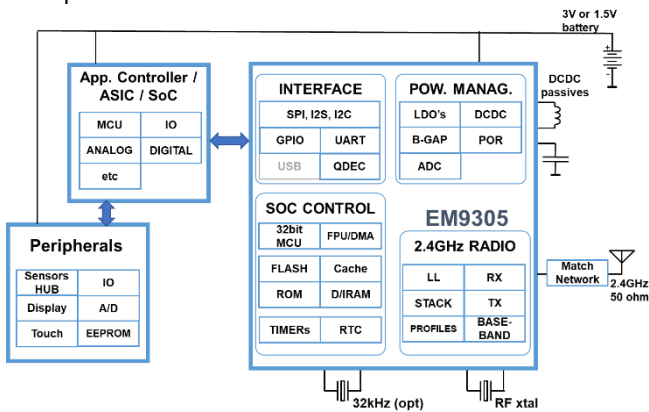 3V or 1.5V
battery
App. Controller /
ASIC / SoC
MCU IO
ANALOG DIGITAL
etc
INTERFACE
SPI, I2S, I2C
GPIO UART
USB QDEC
POW. MANAG.
LDO's DCDC
B-GAP POR
ADC
DCDC
passives
Peripherals
Sensors
HUB IO
Display A/D
Touch EEPROM
SOC CONTROL
32bit
MCU FPU/DMA
FLASH Cache
ROM D/IRAM
TIMERs RTC
EM9305
2.4GHz RADIO
LL RX
STACK TX
PROFILES BASE-
BAND
Match
Network
2.4GHz
50 ohm
32kHz (opt)
RF xtal